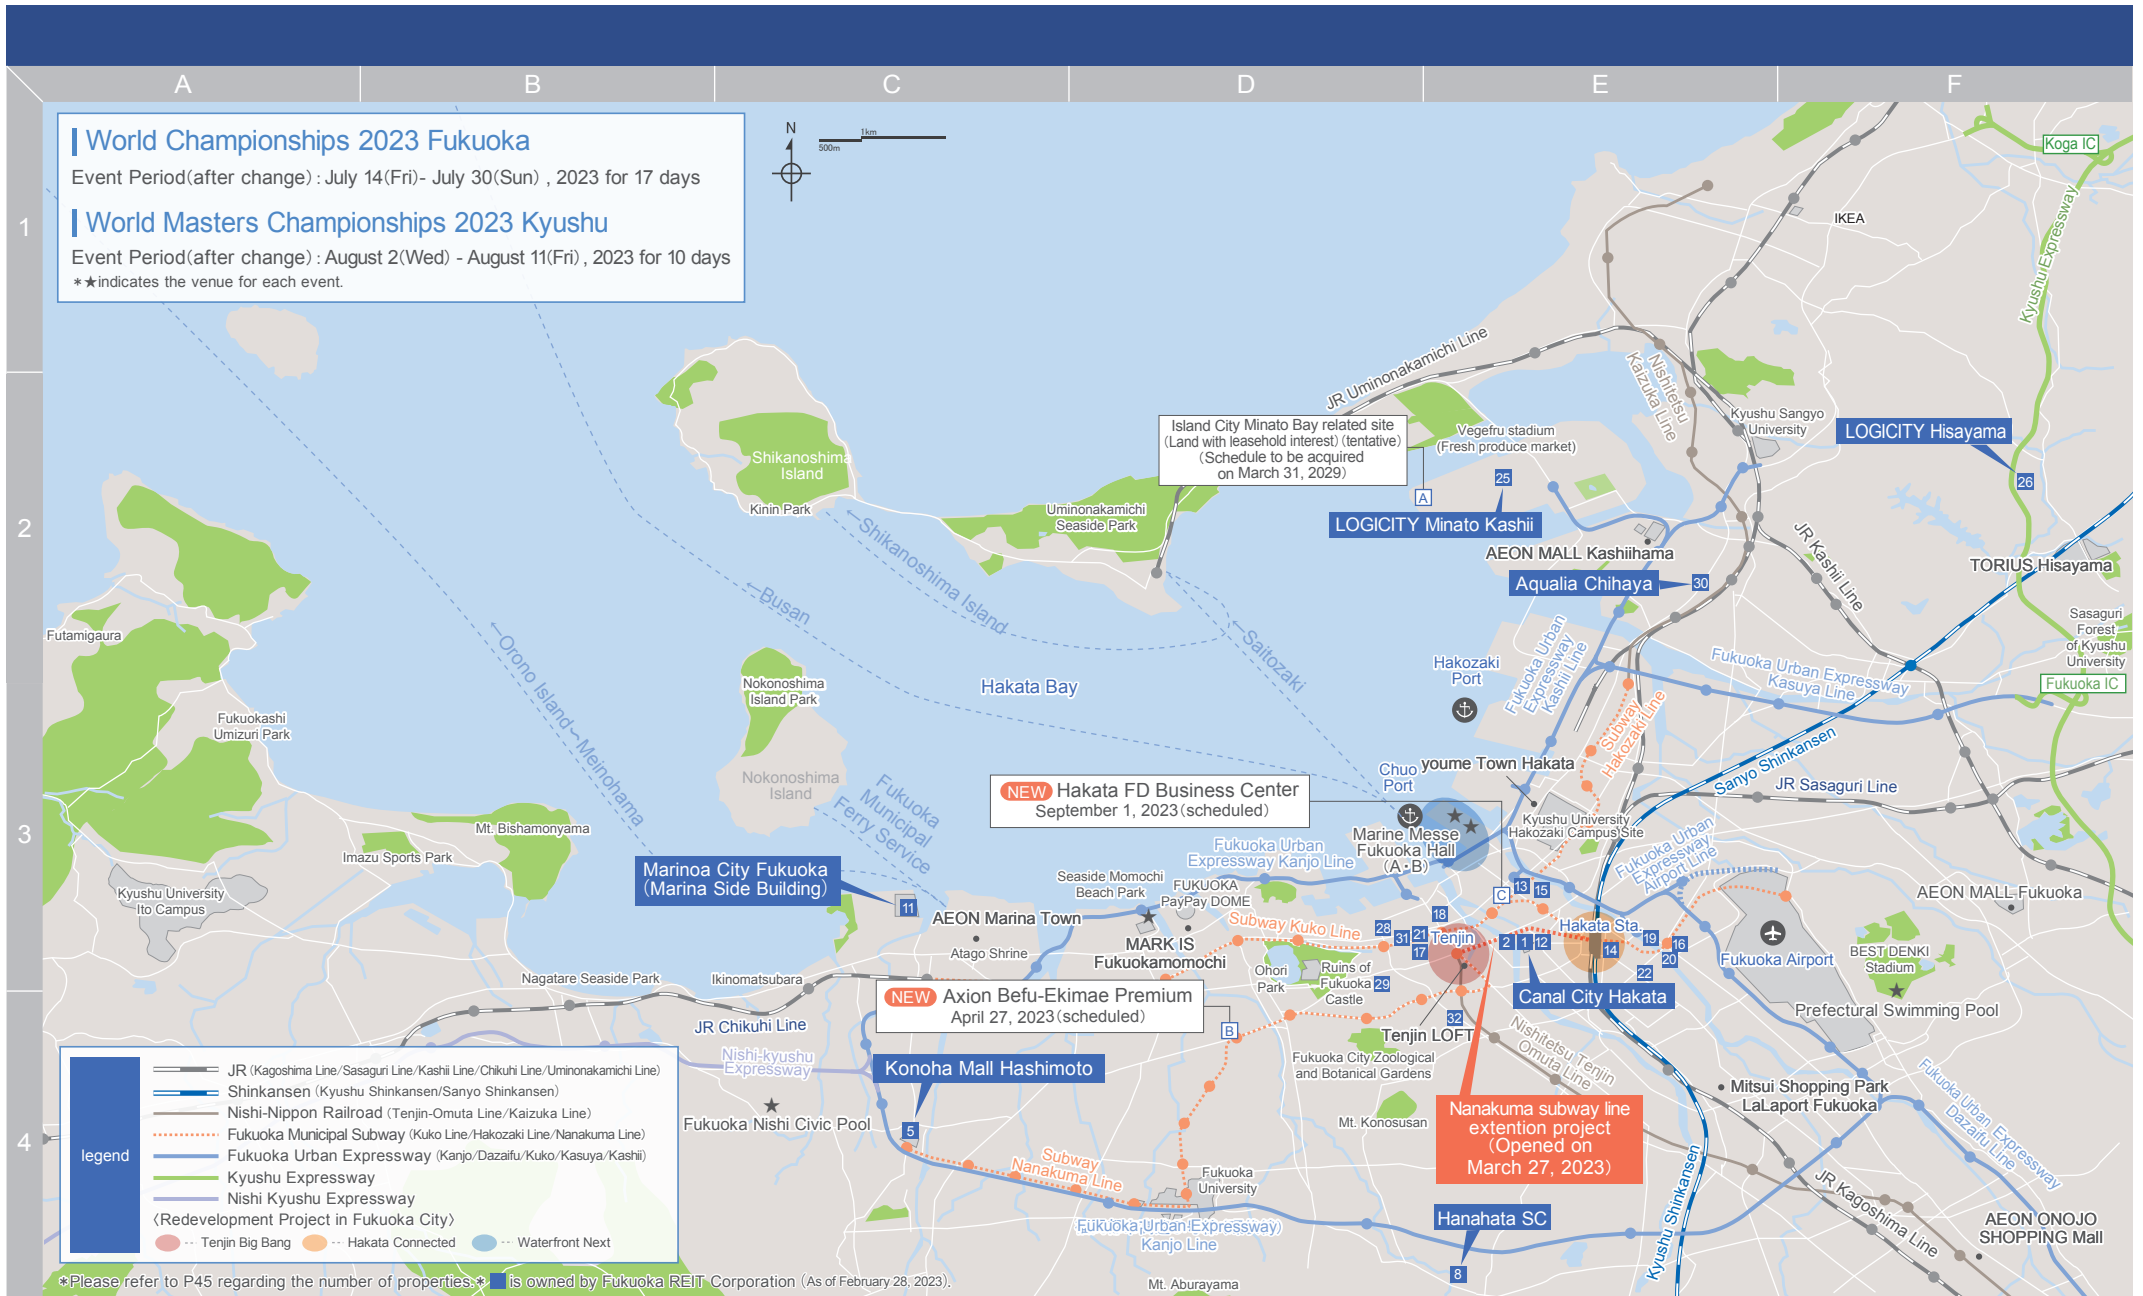 A
B
C
D
E
F
1
2
3
4
World Championships 2023 Fukuoka
Event Period(after change) : July 14(Fri)- July 30(Sun) , 2023 for 17 days
World Masters Championships 2023 Kyushu
Event Period(after change) : August 2(Wed) - August 11(Fri) , 2023 for 10 days
*★indicates the venue for each event.
N
1km
500m
Koga IC
Kyushu Expressway
IKEA
JR Uminonakamichi Line
Nishitetsu
Kaizuka Line
Kyushu Sangyo
University
LOGICITY Hisayama
26
Island City Minato Bay related site
(Land with leasehold interest) (tentative)
(Schedule to be acquired
on March 31, 2029)
Vegefru stadium
(Fresh produce market)
A
25
LOGICITY Minato Kashii
Shikanoshima
Island
Kinin Park
Uminonakamichi
Seaside Park
←Shikanoshima Island
AEON MALL Kashiihama
JR Kashii Line
TORIUS Hisayama
Aqualia Chihaya
30
←Busan
Futamigaura
←Orono Island
~Meinohama
←Saitozaki
Sasaguri
Forest
of Kyushu
University
Fukuoka IC
Hakozaki
Port
Fukuoka Urban
Expressway
Kashii Line
Fukuoka Urban Expressway
Kasuya Line
Nokonoshima
Island Park
Hakata Bay
Fukuokashi
Umizuri Park
Subway
Hakozaki Line
Sanyo Shinkansen
Nokonoshima
Island
Fukuoka
Municipal
Ferry Service
NEW Hakata FD Business Center
September 1, 2023(scheduled)
Chuo
Port
youme Town Hakata
JR Sasaguri Line
Kyushu University
Hakozaki Campus Site
Mt. Bishamonyama
Imazu Sports Park
Marine Messe
Fukuoka Hall
(A・B)
Fukuoka Urban
Expressway Kanjo Line
Fukuoka Urban
Expressway
Airport Line
Kyushu University
Ito Campus
Marinoa City Fukuoka
(Marina Side Building)
11
Seaside Momochi
Beach Park
FUKUOKA
PayPay DOME
C
13
15
AEON MALL Fukuoka
AEON Marina Town
Atago Shrine
MARK IS
Fukuokamomochi
Subway Kuko Line
28
31
21
17
18
Tenjin
2
1
12
Hakata Sta.
14
19
16
20
22
Fukuoka Airport
BEST DENKI
Stadium
Prefectural Swimming Pool
Nagatare Seaside Park
Ikinomatsubara
Ohori
Park
Ruins of
Fukuoka
Castle
29
Canal City Hakata
NEW Axion Befu-Ekimae Premium
April 27, 2023(scheduled)
B
JR Chikuhi Line
32
Tenjin LOFT
Nishitetsu Tenjin
Omuta Line
Nishi-kyushu
Expressway
Konoha Mall Hashimoto
5
Fukuoka City Zoological
and Botanical Gardens
Mt. Konosusan
Mitsui Shopping Park
LaLaport Fukuoka
Fukuoka Urban Expressway
Dazaifu Line
Fukuoka Nishi Civic Pool
Nanakuma subway line
extention project
(Opened on
March 27, 2023)
Subway
Nanakuma Line
Fukuoka
University
Fukuoka Urban Expressway
Kanjo Line
Kyushu Shinkansen
JR Kagoshima Line
Hanahata SC
8
AEON ONOJO
SHOPPING Mall
Mt. Aburayama
legend
JR (Kagoshima Line/Sasaguri Line/Kashii Line/Chikuhi Line/Uminonakamichi Line)
Shinkansen (Kyushu Shinkansen/Sanyo Shinkansen)
Nishi-Nippon Railroad (Tenjin-Omuta Line/Kaizuka Line)
Fukuoka Municipal Subway (Kuko Line/Hakozaki Line/Nanakuma Line)
Fukuoka Urban Expressway (Kanjo/Dazaifu/Kuko/Kasuya/Kashii)
Kyushu Expressway
Nishi Kyushu Expressway
〈Redevelopment Project in Fukuoka City〉
Tenjin Big Bang
Hakata Connected
Waterfront Next
*Please refer to P45 regarding the number of properties.* is owned by Fukuoka REIT Corporation (As of February 28, 2023).